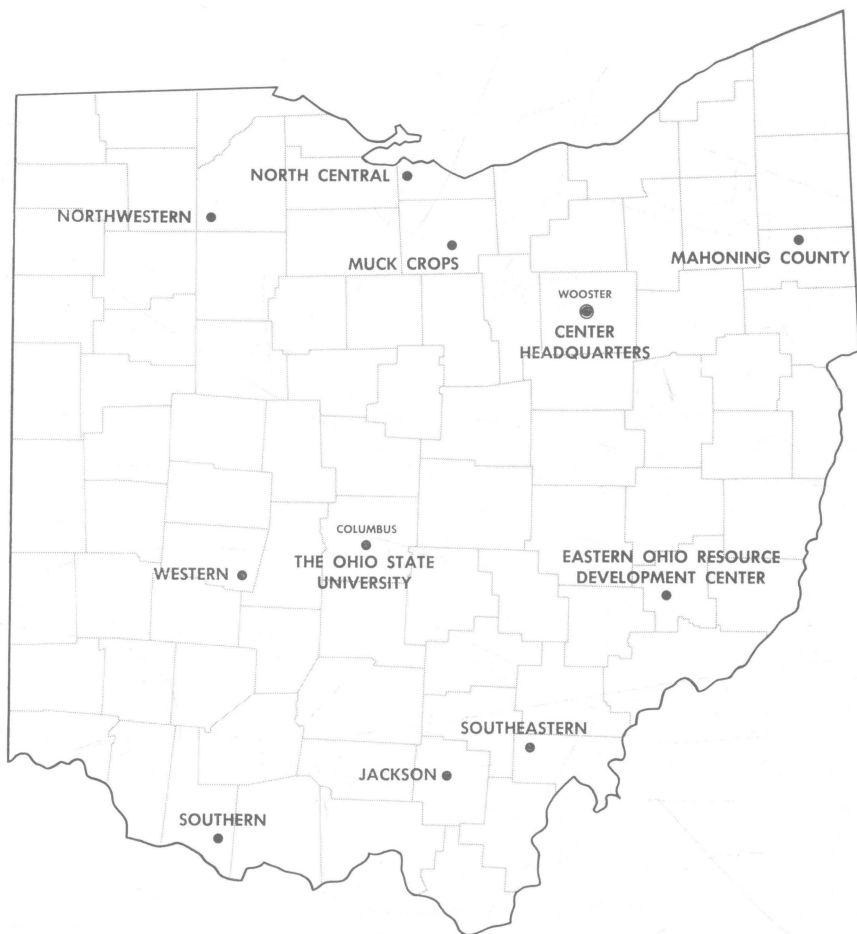 NORTH CENTRAL
NORTHWESTERN
MUCK CROPS
MAHONING COUNTY
WOOSTER
CENTER
HEADQUARTERS
COLUMBUS
THE OHIO STATE
UNIVERSITY
EASTERN OHIO RESOURCE
DEVELOPMENT CENTER
WESTERN
SOUTHEASTERN
JACKSON
SOUTHERN